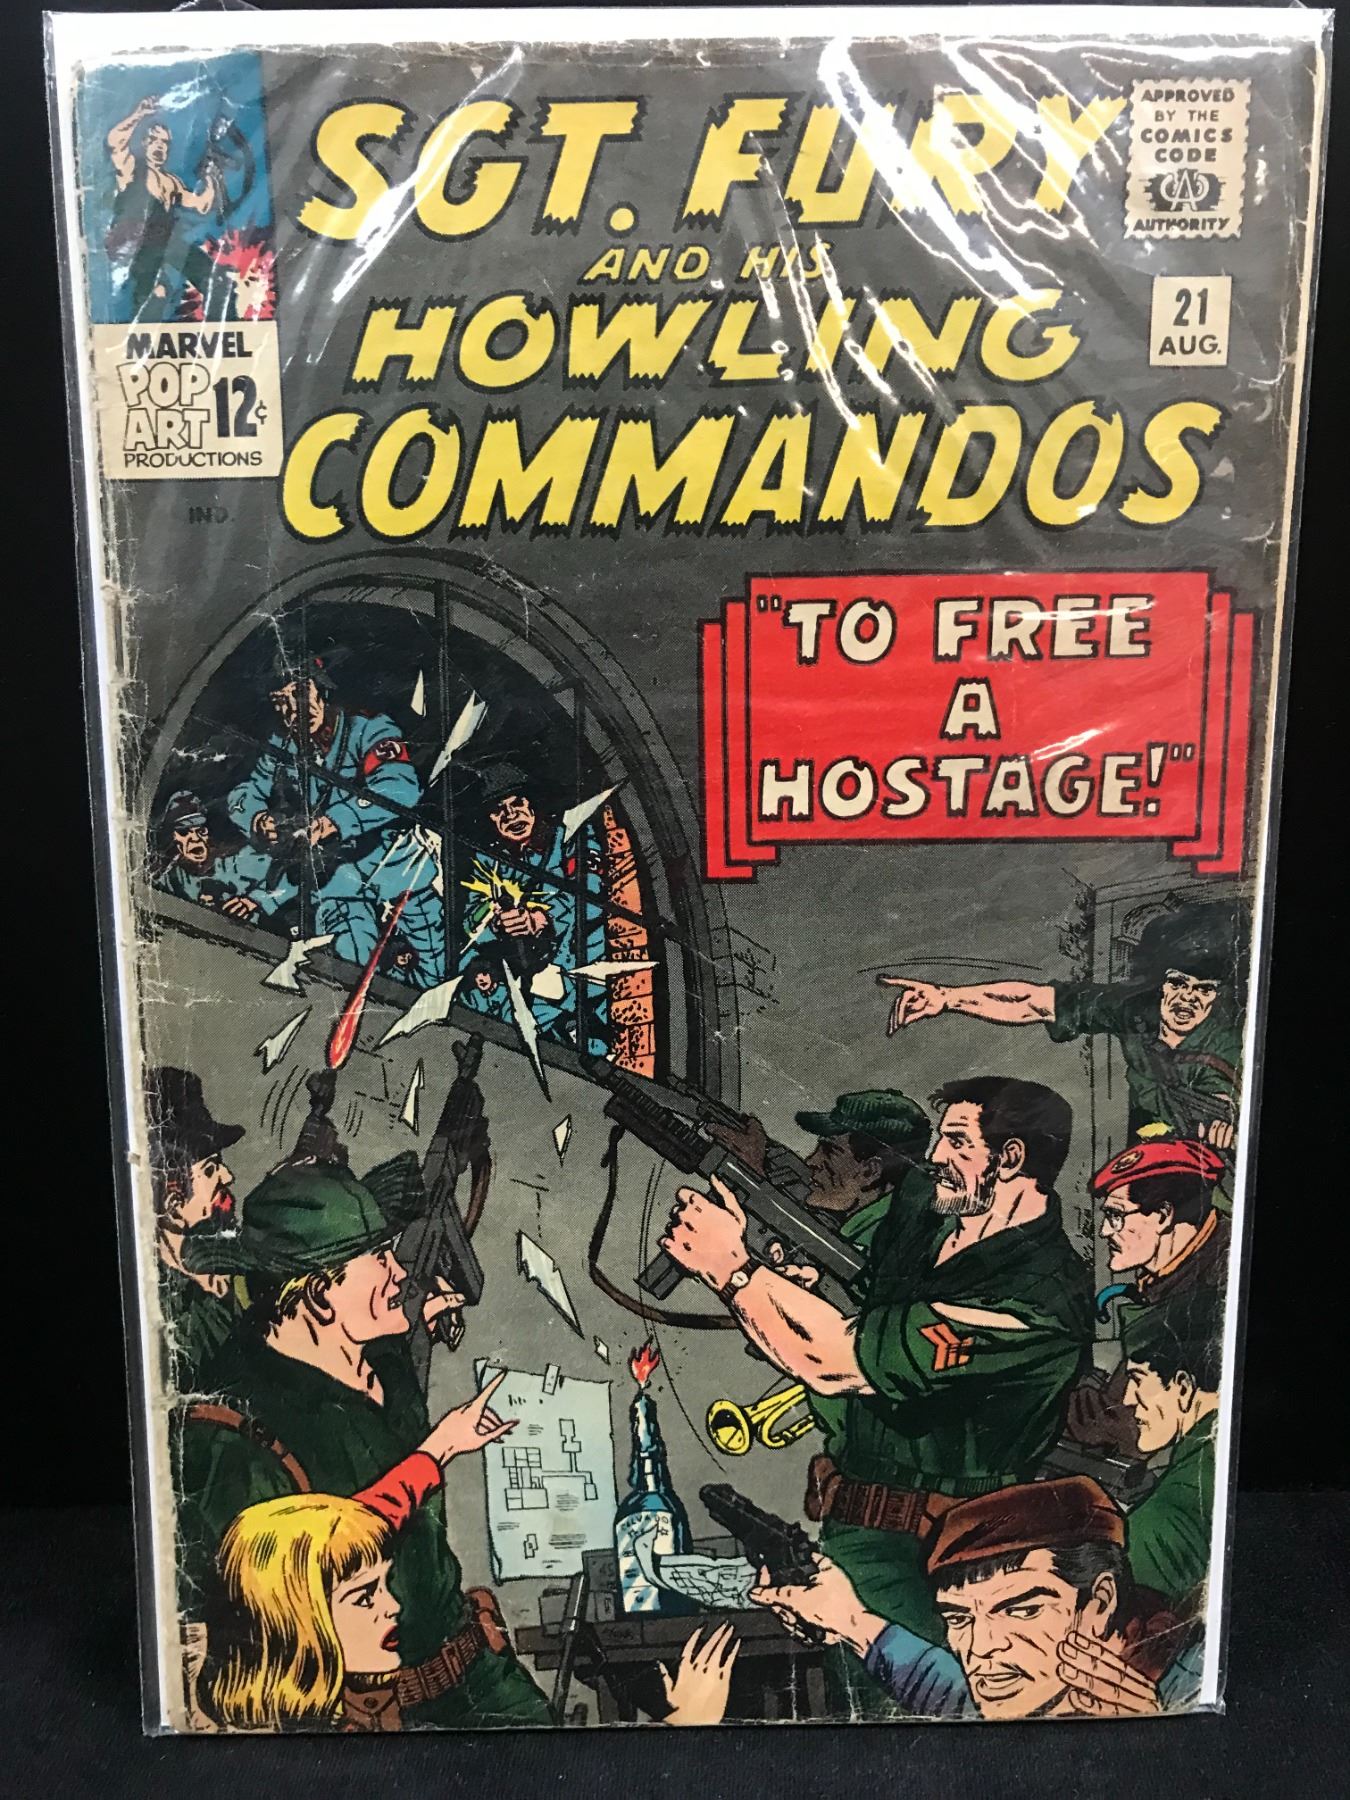 SGT. FURY
AND HIS
HOWLING
COMMANDOS
APPROVED
BY THE
COMICS
CODE
CA
AUTHORITY
21
AUG.
MARVEL
POP
ART 12¢
PRODUCTIONS
IND.
"TO FREE
A
HOSTAGE!"